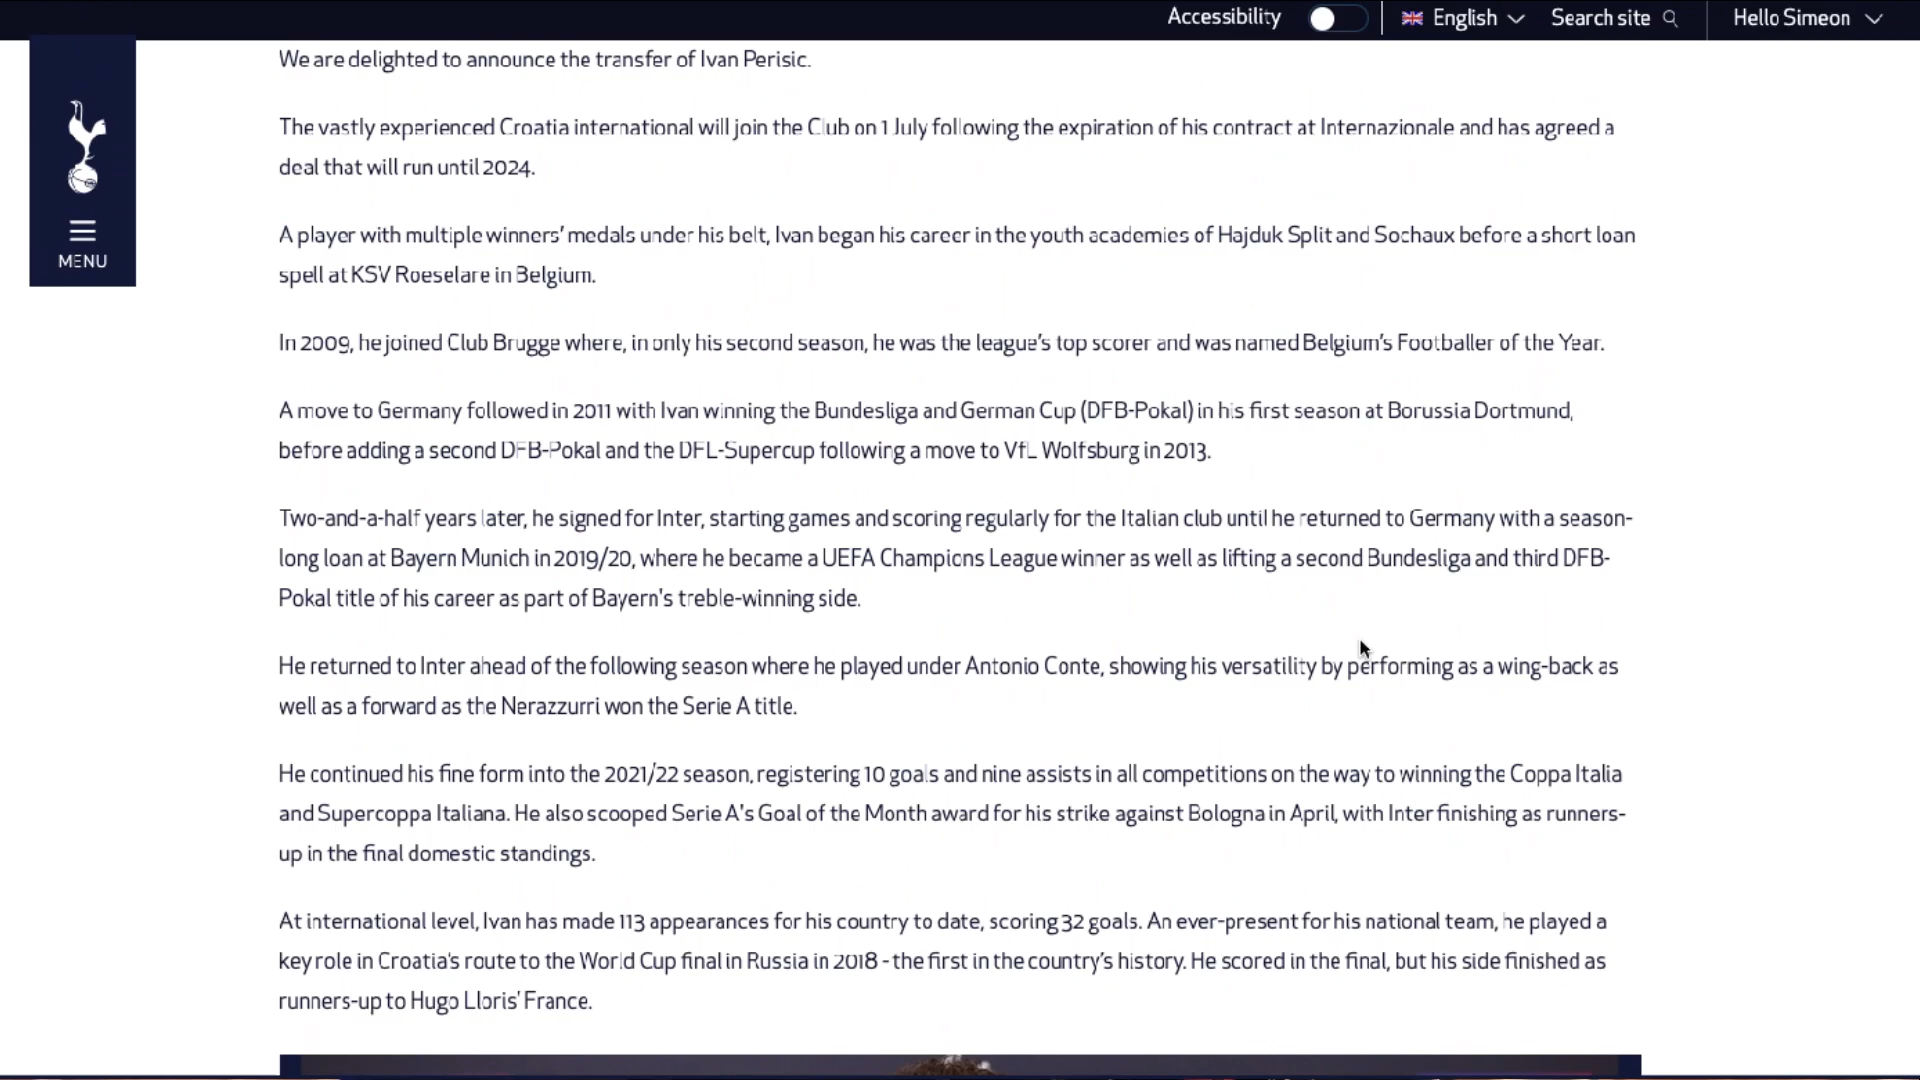 Accessibility English Search site Hello Simeon
MENU
We are delighted to announce the transfer of Ivan Perisic.
The vastly experienced Croatia international will join the Club on 1 July following the expiration of his contract at Internazionale and has agreed a
deal that will run until 2024.
A player with multiple winners’ medals under his belt, Ivan began his career in the youth academies of Hajduk Split and Sochaux before a short loan
spell at KSV Roeselare in Belgium.
In 2009, he joined Club Brugge where, in only his second season, he was the league’s top scorer and was named Belgium’s Footballer of the Year.
A move to Germany followed in 2011 with Ivan winning the Bundesliga and German Cup (DFB-Pokal) in his first season at Borussia Dortmund,
before adding a second DFB-Pokal and the DFL-Supercup following a move to VfL Wolfsburg in 2013.
Two-and-a-half years later, he signed for Inter, starting games and scoring regularly for the Italian club until he returned to Germany with a season-
long loan at Bayern Munich in 2019/20, where he became a UEFA Champions League winner as well as lifting a second Bundesliga and third DFB-
Pokal title of his career as part of Bayern's treble-winning side.
He returned to Inter ahead of the following season where he played under Antonio Conte, showing his versatility by performing as a wing-back as
well as a forward as the Nerazzurri won the Serie A title.
He continued his fine form into the 2021/22 season, registering 10 goals and nine assists in all competitions on the way to winning the Coppa Italia
and Supercoppa Italiana. He also scooped Serie A's Goal of the Month award for his strike against Bologna in April, with Inter finishing as runners-
up in the final domestic standings.
At international level, Ivan has made 113 appearances for his country to date, scoring 32 goals. An ever-present for his national team, he played a
key role in Croatia's route to the World Cup final in Russia in 2018 - the first in the country’s history. He scored in the final, but his side finished as
runners-up to Hugo Lloris’ France.